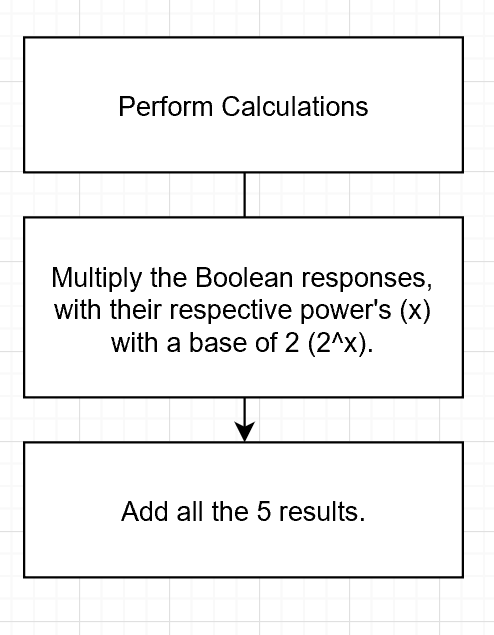 Perform Calculations
Multiply the Boolean responses,
with their respective power's (x)
with a base of 2 (2^x).
Add all the 5 results.